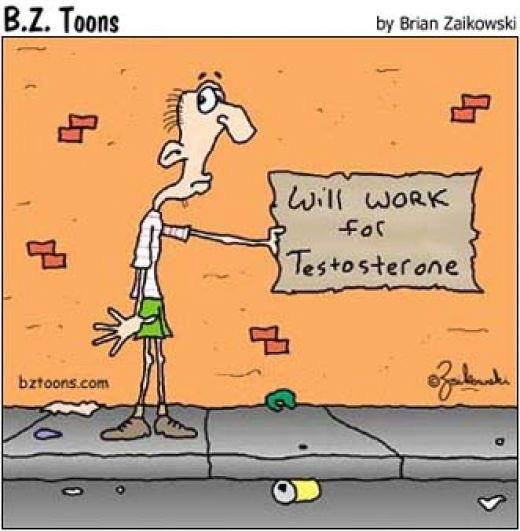 B.Z. Toons
by Brian Zaikowski
Will WORK
for
Testosterone
bztoons.com
©Zaikowski